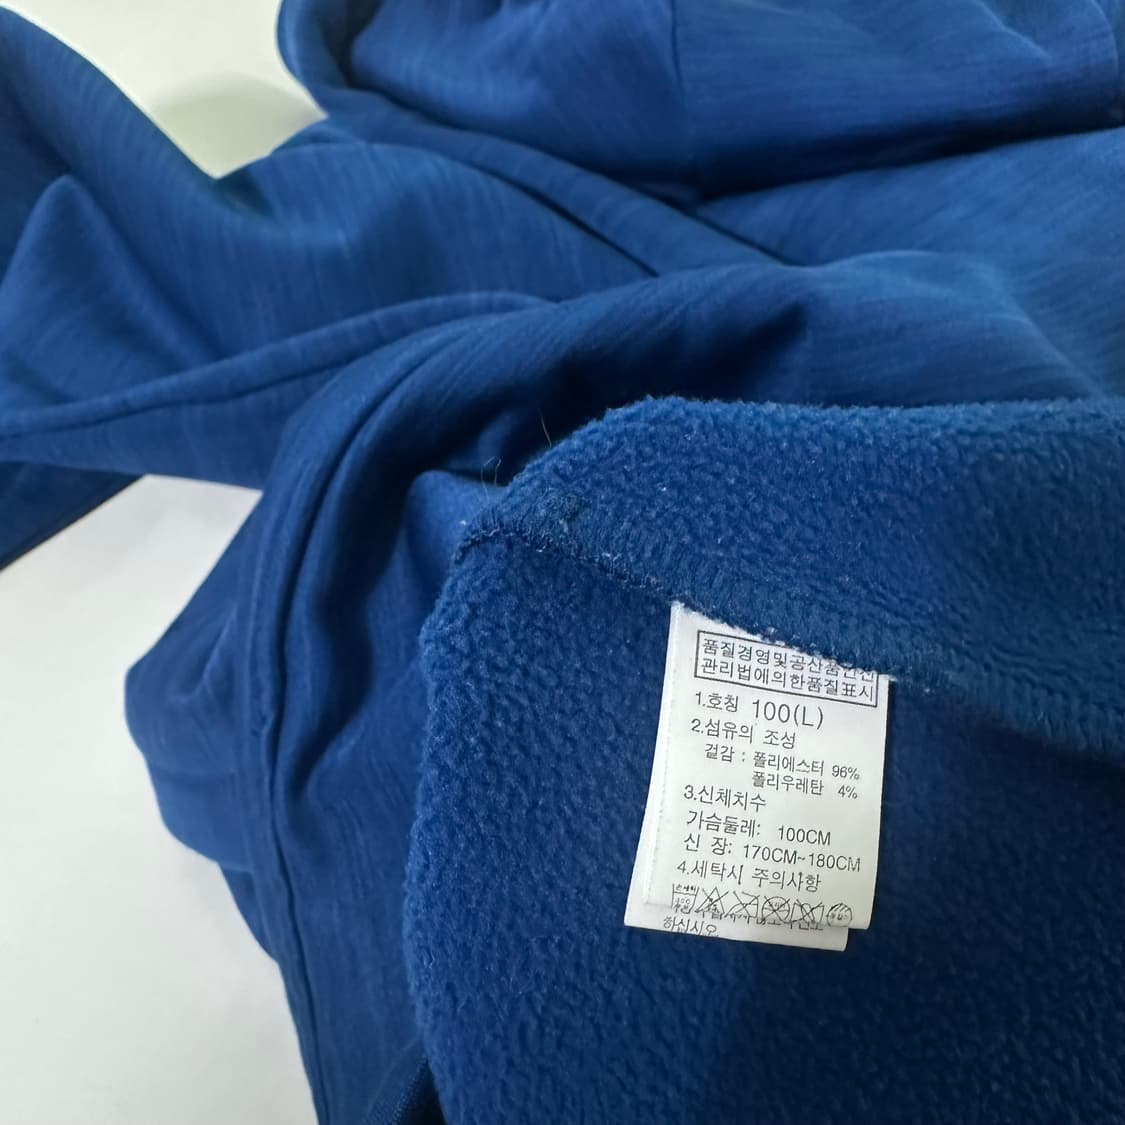 품질경영및공산품안전
관리법에의한품질표시
1.호칭 100(L)
2.섬유의 조성
겉감 : 폴리에스터 96%
폴리우레탄 4%
3.신체치수
가슴둘레: 100CM
신 장: 170CM~180CM
4.세탁시 주의사항
하십시오